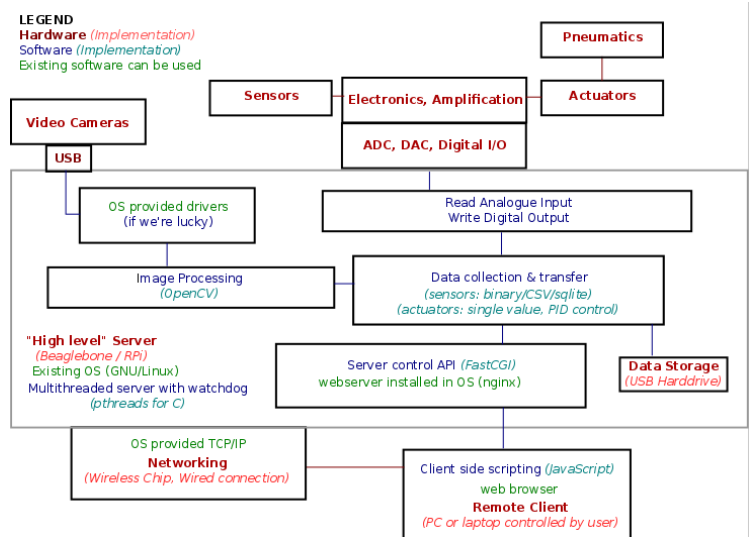 LEGEND
Hardware (Implementation)
Software (Implementation)
Existing software can be used
Pneumatics
Sensors
Electronics, Amplification
Actuators
Video Cameras
ADC, DAC, Digital I/O
USB
OS provided drivers
(if we're lucky)
Read Analogue Input
Write Digital Output
Image Processing
(OpenCV)
Data collection & transfer
(sensors: binary/CSV/sqlite)
(actuators: single value, PID control)
"High level" Server
(Beaglebone / RPi)
Existing OS (GNU/Linux)
Multithreaded server with watchdog
(pthreads for C)
Server control API (FastCGI)
webserver installed in OS (nginx)
Data Storage
(USB Harddrive)
OS provided TCP/IP
Networking
(Wireless Chip, Wired connection)
Client side scripting (JavaScript)
web browser
Remote Client
(PC or laptop controlled by user)